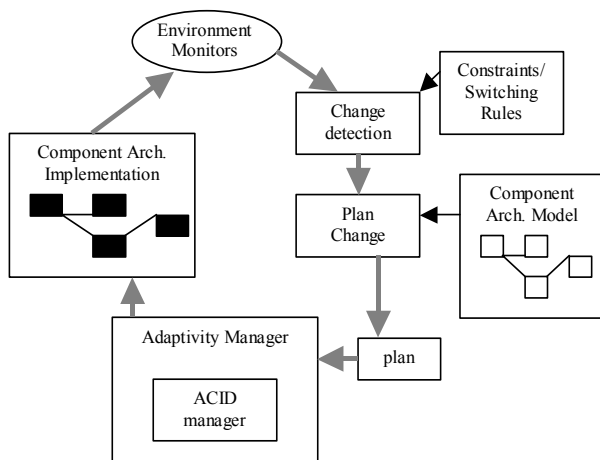 Environment
Monitors
Constraints/
Switching
Rules
Change
detection
Component Arch.
Implementation
Plan
Change
Component
Arch. Model
Adaptivity Manager
plan
ACID
manager